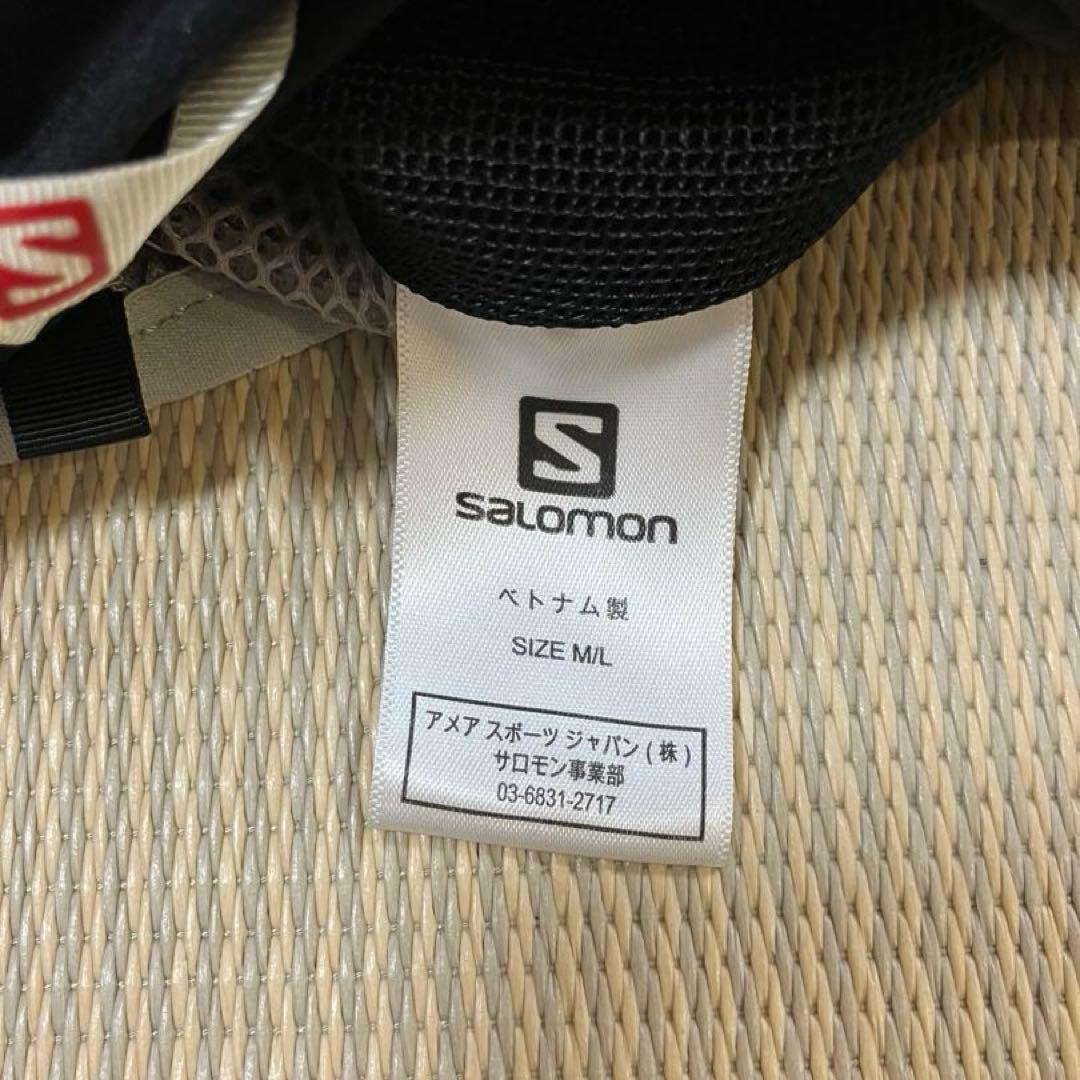 S
S
salomon
ベトナム製
SIZE M/L
アメア スポーツ ジャパン ( 株 )
サロモン事業部
03-6831-2717